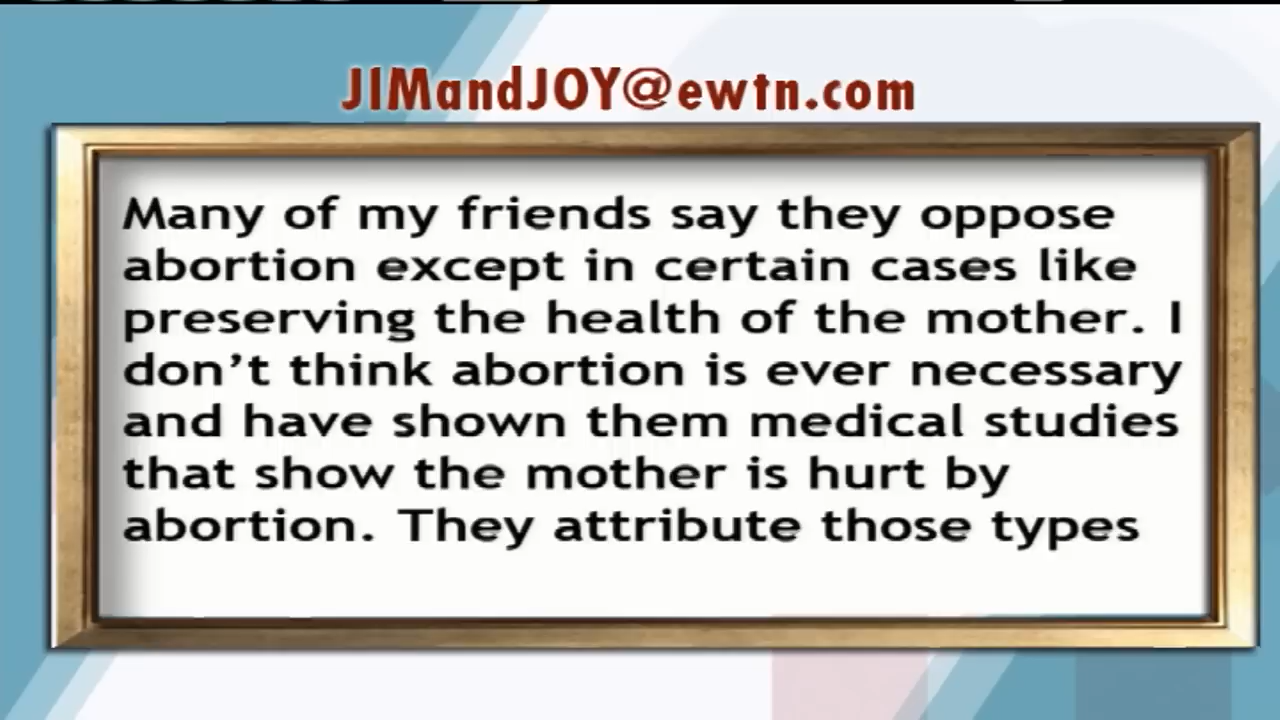 JIMandJOY@ewtn.com
Many of my friends say they oppose
abortion except in certain cases like
preserving the health of the mother. I
don’t think abortion is ever necessary
and have shown them medical studies
that show the mother is hurt by
abortion. They attribute those types